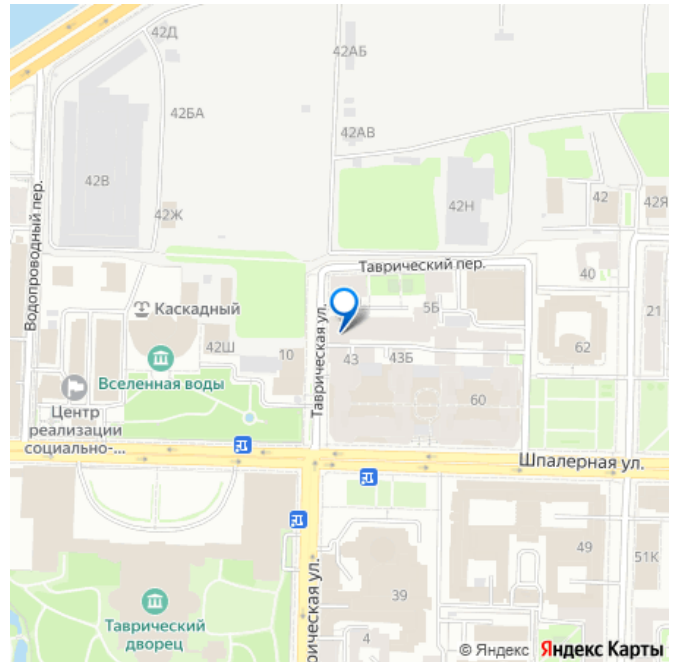 42Д
42АБ
42БА
42АВ
42В
42Н
42
42Я
42Ж
Водопроводный пер.
Таврический пер.
40
Каскадный
5Б
21
Таврическая ул.
42Ш
10
43
43Б
62
Вселенная воды
60
Центр
реализации
социально-...
Шпалерная ул.
49
51К
39
Таврический
дворец
4
рическая ул.
© Яндекс Яндекс Карты